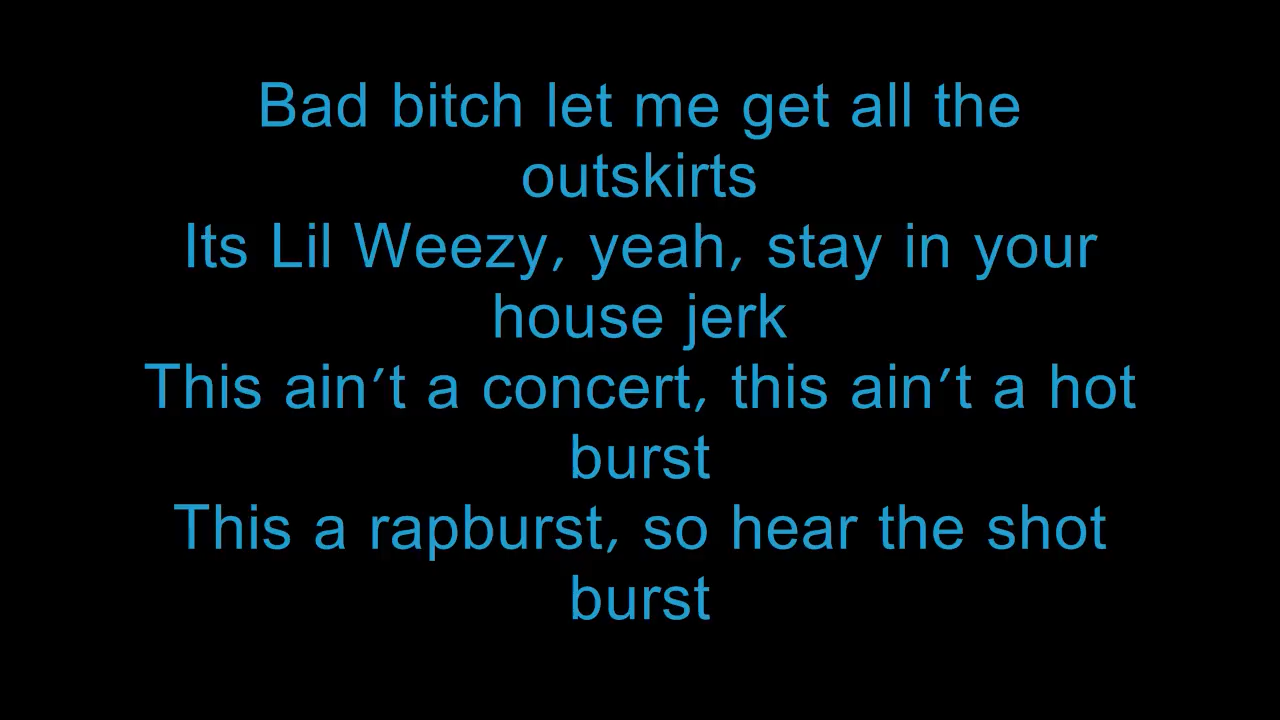 Bad bitch let me get all the
outskirts
Its Lil Weezy, yeah, stay in your
house jerk
This ain’t a concert, this ain’t a hot
burst
This a rapburst, so hear the shot
burst